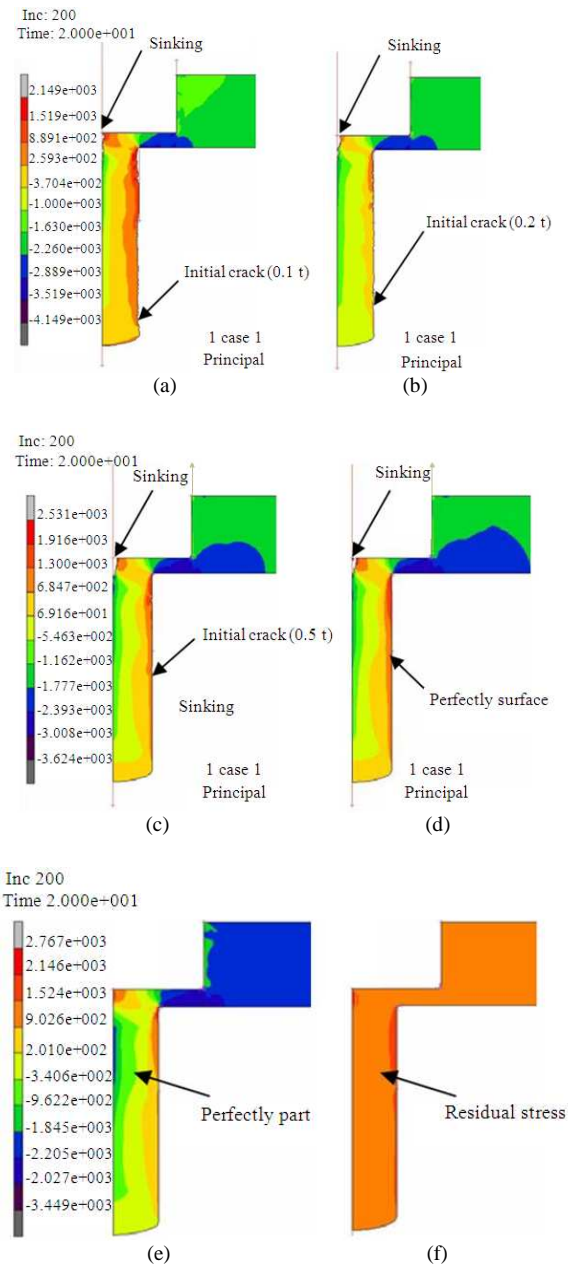 Inc: 200
Time: 2.000e+001
Sinking
Sinking
2.149e+003
1.519e+003
8.891e+002
2.593e+002
-3.704e+002
-1.000e+003
-1.630e+003
-2.260e+003
-2.889e+003
-3.519e+003
-4.149e+003
Initial crack (0.1 t)
Initial crack (0.2 t)
1 case 1
Principal
1 case 1
Principal
(a)
(b)
Inc: 200
Time: 2.000e+001
Sinking
Sinking
2.531e+003
1.916e+003
1.300e+003
6.847e+002
6.916e+001
-5.463e+002
-1.162e+003
-1.777e+003
-2.393e+003
-3.008e+003
-3.624e+003
Initial crack (0.5 t)
Sinking
Perfectly surface
1 case 1
Principal
1 case 1
Principal
(c)
(d)
Inc 200
Time 2.000e+001
2.767e+003
2.146e+003
1.524e+003
9.026e+002
2.010e+002
-3.406e+002
-9.622e+002
-1.845e+003
-2.205e+003
-2.027e+003
-3.449e+003
Perfectly part
Residual stress
(e)
(f)